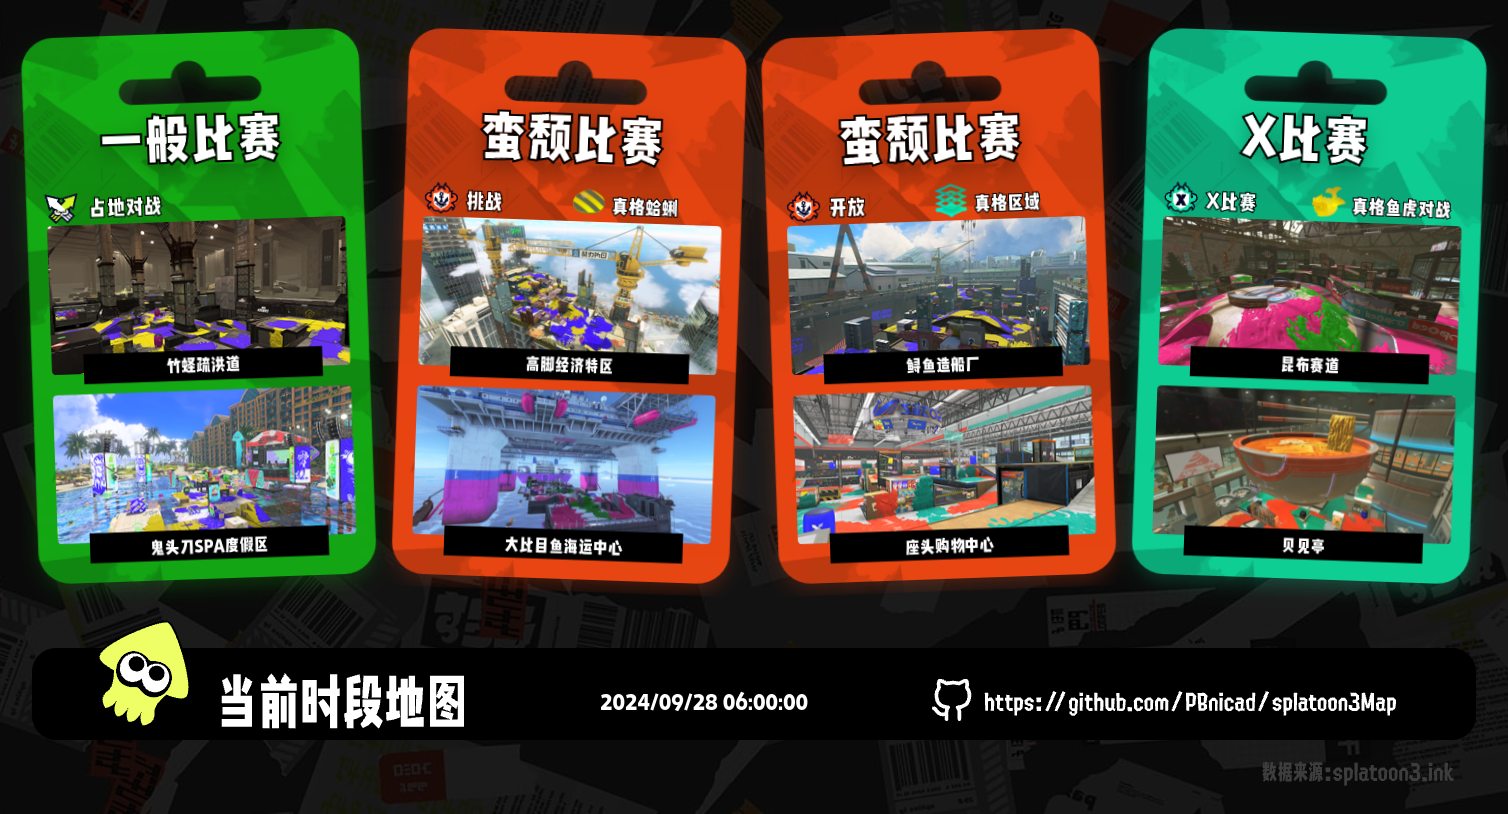 一般比赛
占地对战
竹蛏疏洪道
鬼头刀SPA度假区
蛮颓比赛
挑战
真格蛤蜊
高脚经济特区
大比目鱼海运中心
蛮颓比赛
开放
真格区域
鲟鱼造船厂
座头购物中心
X比赛
X比赛
真格鱼虎对战
昆布赛道
贝见亭
当前时段地图
2024/09/28 06:00:00
https://github.com/PBnicad/splatoon3Map
数据来源:splatoon3.ink